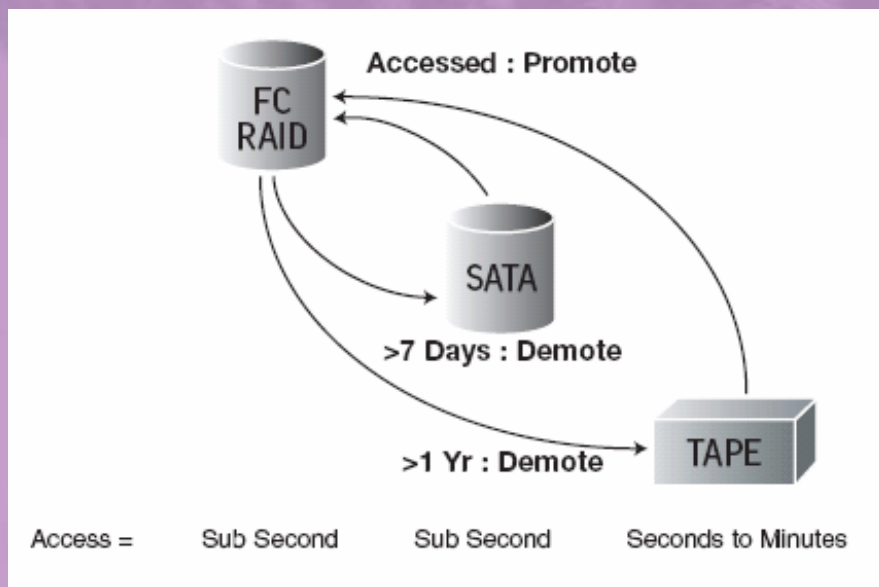 Accessed : Promote
FC
RAID
SATA
>7 Days : Demote
>1 Yr : Demote
TAPE
Access = Sub Second Sub Second Seconds to Minutes